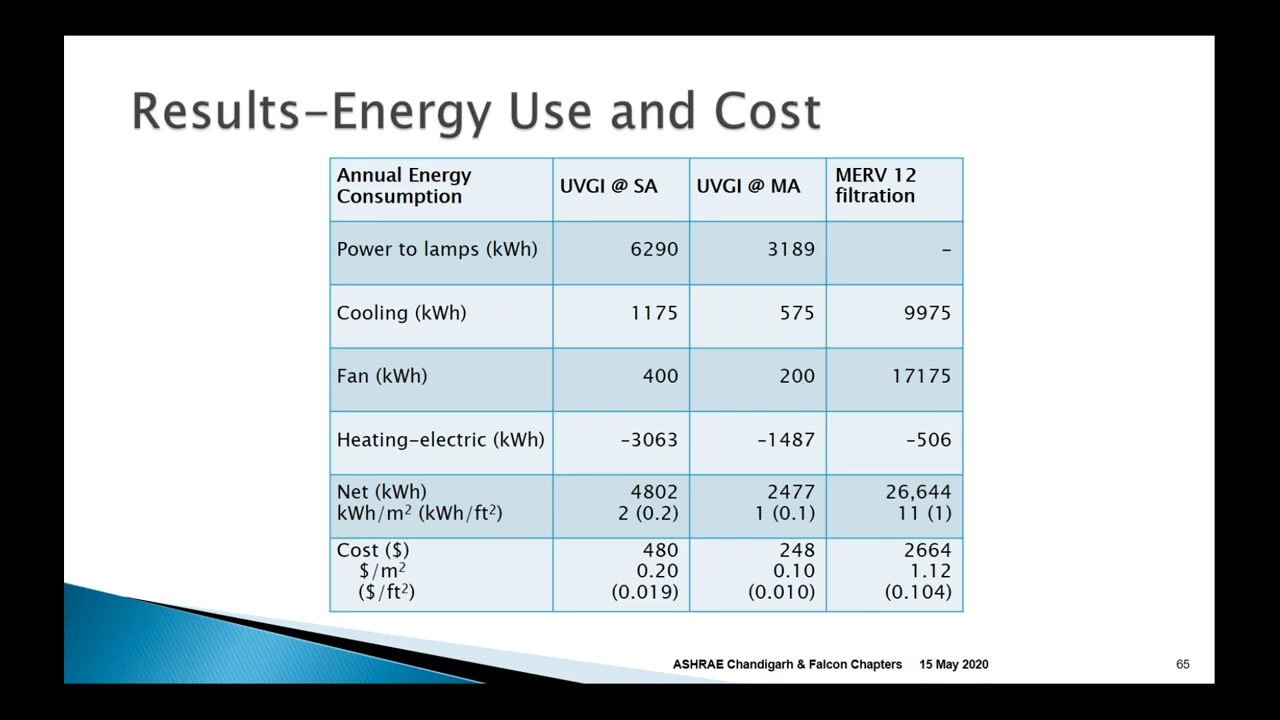 Results-Energy Use and Cost
Annual Energy Consumption UVGI @ SA UVGI @ MA MERV 12 filtration
Power to lamps (kWh) 6290 3189 –
Cooling (kWh) 1175 575 9975
Fan (kWh) 400 200 17175
Heating-electric (kWh) -3063 -1487 -506
Net (kWh) 4802 2477 26,644
kWh/m² (kWh/ft²) 2 (0.2) 1 (0.1) 11 (1)
Cost ($) 480 248 2664
$/m² 0.20 0.10 1.12
($/ft²) (0.019) (0.010) (0.104)
ASHRAE Chandigarh & Falcon Chapters 15 May 2020 65